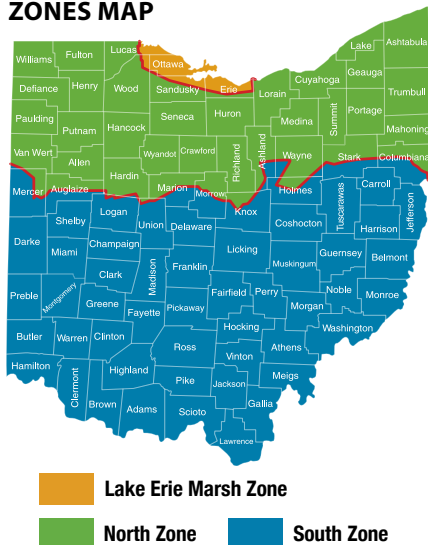 ZONES MAP
Ashtabula
Lake
Lucas
Fulton
Williams
Ottawa
Geauga
Cuyahoga
Erie
Sandusky
Lorain
Trumbull
Defiance
Henry
Wood
Huron
Portage
Summit
Medina
Seneca
Paulding
Putnam
Hancock
Mahoning
Van Wert
Allen
Wyandot
Crawford
Richland
Ashland
Wayne
Stark
Columbiana
Hardin
Mercer
Auglaize
Marion
Morrow
Holmes
Carroll
Tuscarawas
Jefferson
Logan
Knox
Shelby
Union
Delaware
Coshocton
Harrison
Darke
Champaign
Licking
Miami
Guernsey
Belmont
Muskingum
Franklin
Madison
Clark
Preble
Montgomery
Greene
Fayette
Pickaway
Fairfield
Perry
Noble
Monroe
Morgan
Washington
Butler
Warren
Clinton
Hocking
Ross
Athens
Vinton
Hamilton
Clermont
Highland
Meigs
Pike
Jackson
Brown
Adams
Scioto
Gallia
Lawrence
Lake Erie Marsh Zone
North Zone
South Zone